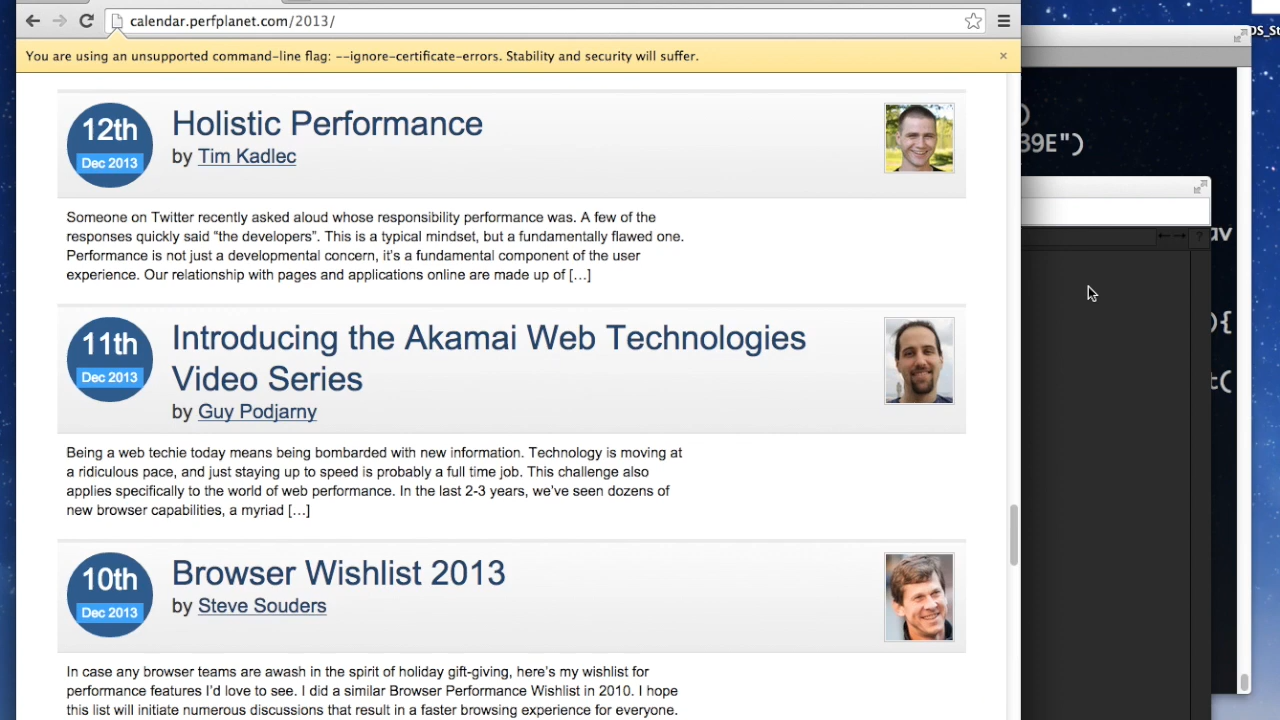 calendar.perfplanet.com/2013/
You are using an unsupported command-line flag: --ignore-certificate-errors. Stability and security will suffer.
12th
Dec 2013
Holistic Performance
by Tim Kadlec
Someone on Twitter recently asked aloud whose responsibility performance was. A few of the
responses quickly said “the developers”. This is a typical mindset, but a fundamentally flawed one.
Performance is not just a developmental concern, it’s a fundamental component of the user
experience. Our relationship with pages and applications online are made up of […]
11th
Dec 2013
Introducing the Akamai Web Technologies
Video Series
by Guy Podjarny
Being a web techie today means being bombarded with new information. Technology is moving at
a ridiculous pace, and just staying up to speed is probably a full time job. This challenge also
applies specifically to the world of web performance. In the last 2-3 years, we’ve seen dozens of
new browser capabilities, a myriad […]
10th
Dec 2013
Browser Wishlist 2013
by Steve Souders
In case any browser teams are awash in the spirit of holiday gift-giving, here’s my wishlist for
performance features I’d love to see. I did a similar Browser Performance Wishlist in 2010. I hope
this list will initiate numerous discussions that result in a faster browsing experience for everyone.
)
39E")
av
){
t(
?